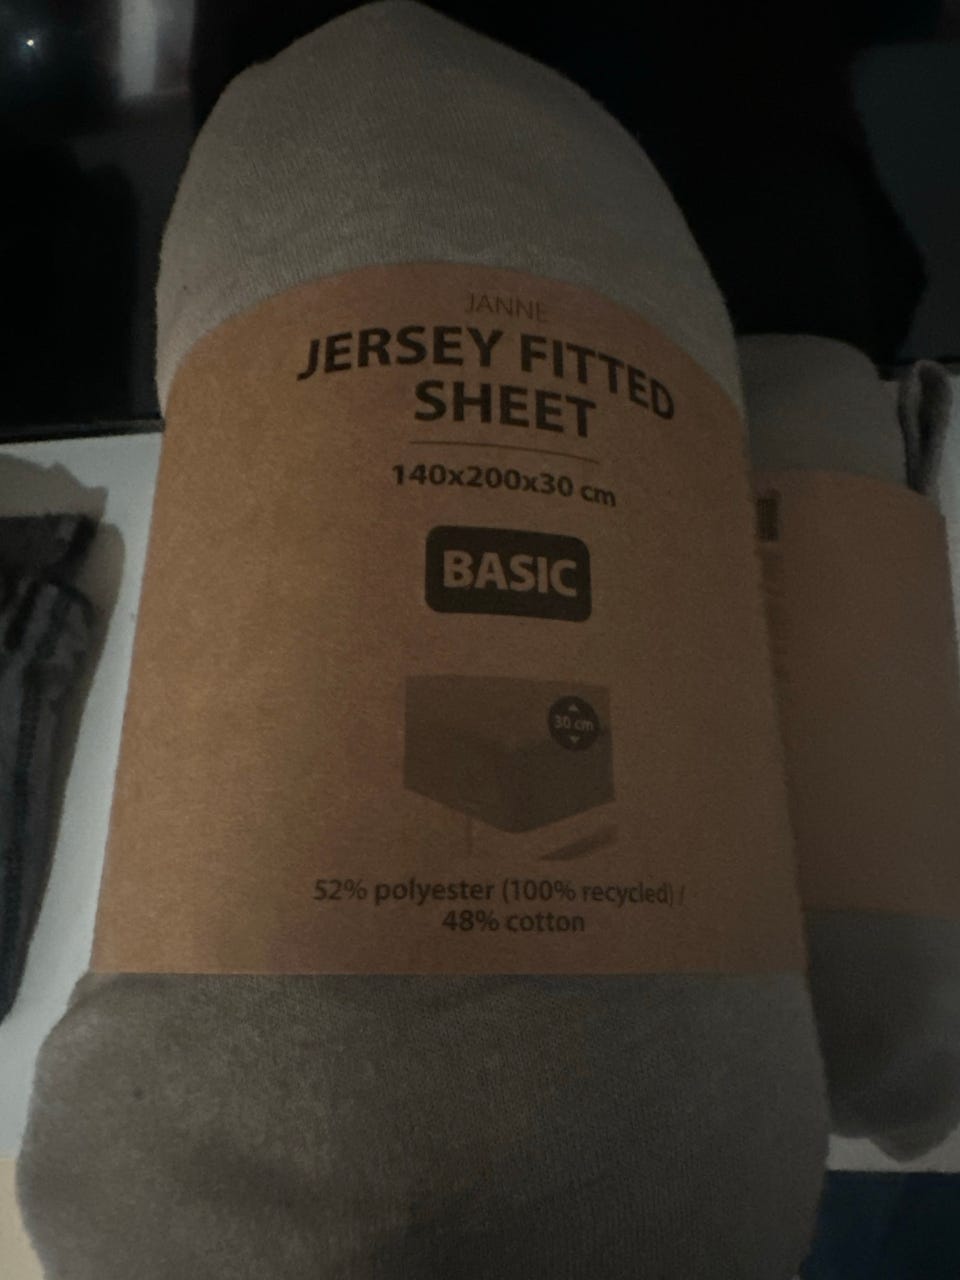 JANNE
JERSEY FITTED
SHEET
140x200x30 cm
BASIC
30 cm
52% polyester (100% recycled) /
48% cotton